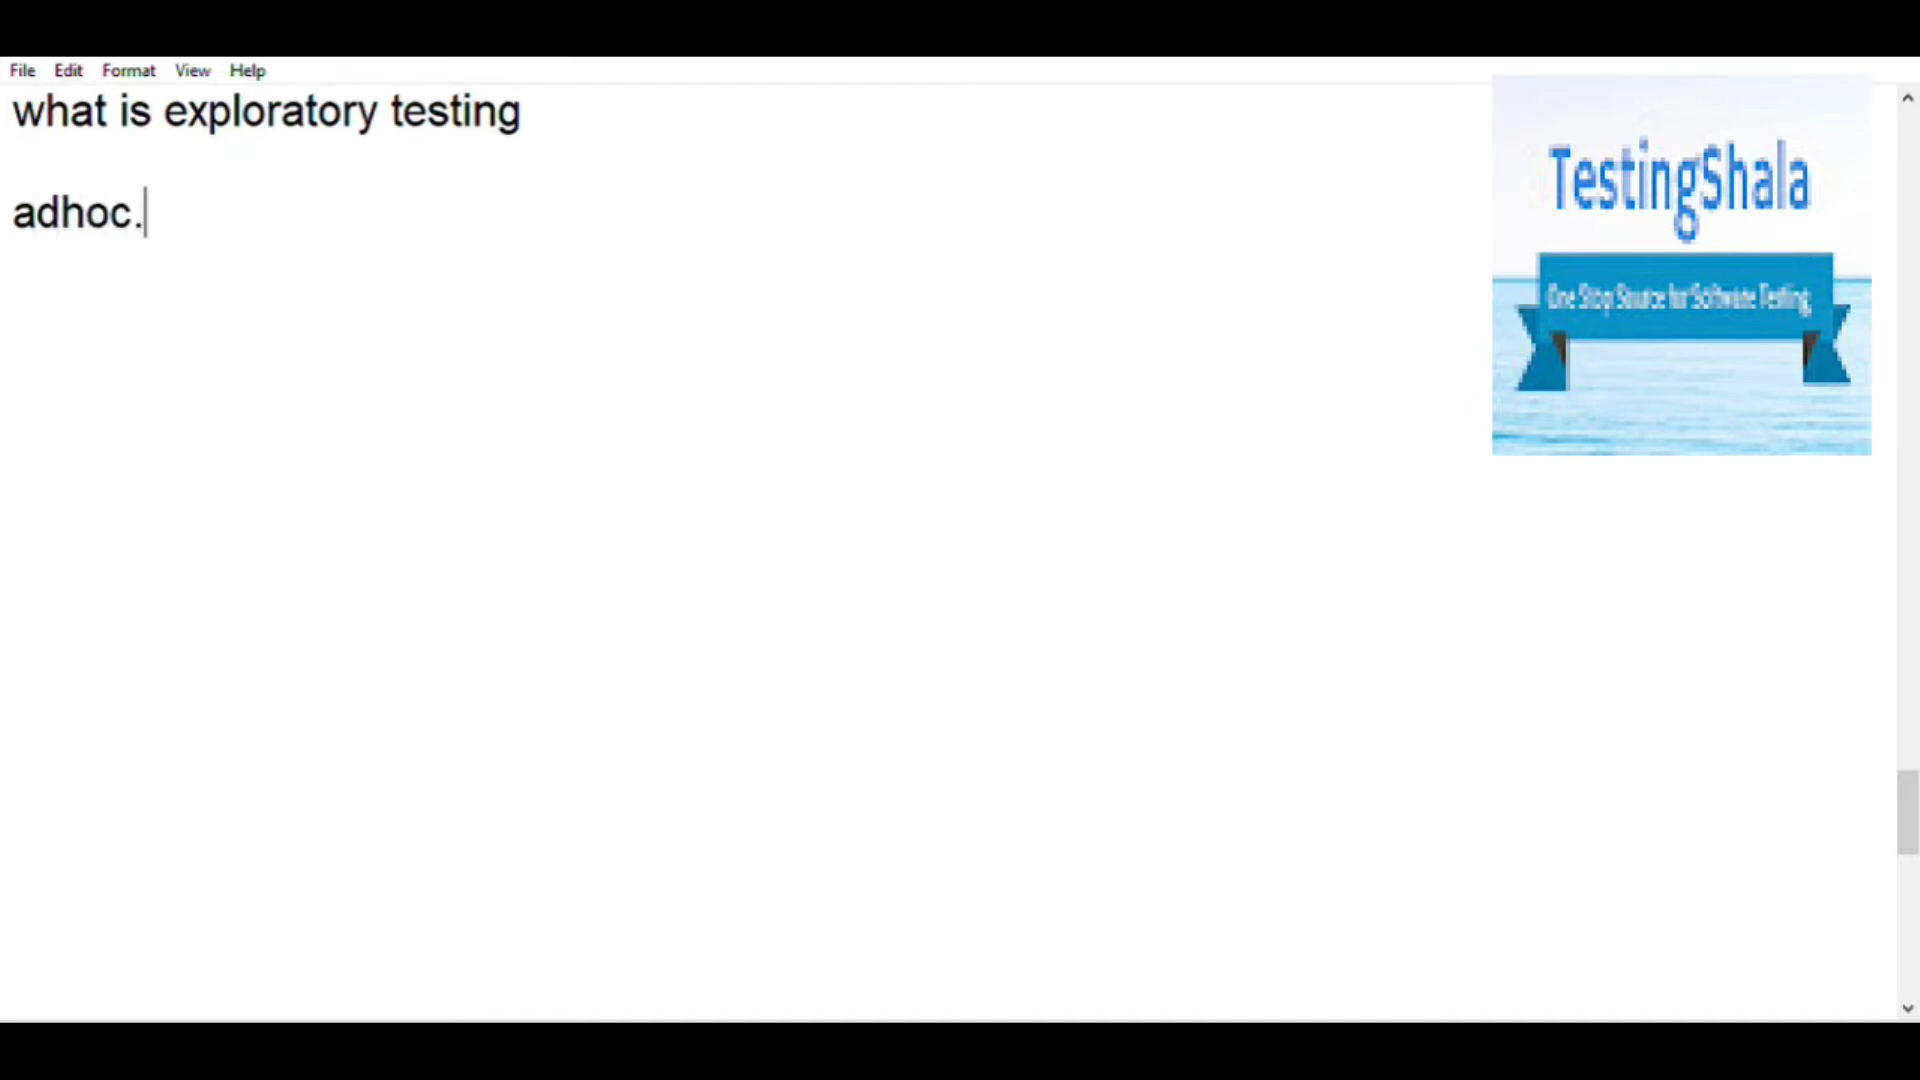 File Edit Format View Help
what is exploratory testing
adhoc.
TestingShala
One Stop Source for Software Testing